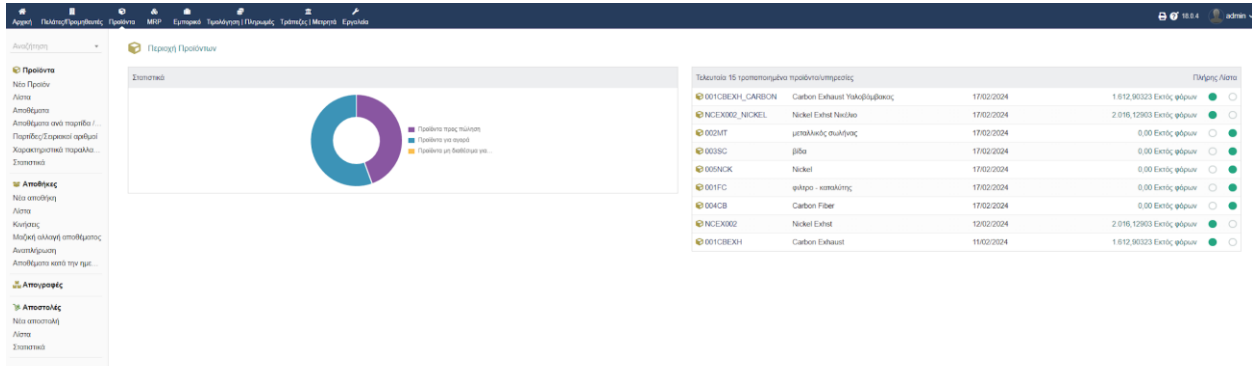 Αρχική Πελάτες/Προμηθευτές Προϊόντα MRP Εμπορικό Τιμολόγηση | Πληρωμές Τράπεζες | Μετρητά Εργαλεία 18.0.4 admin
Αναζήτηση
Περιοχή Προϊόντων
Προϊόντα
Νέο Προϊόν
Λίστα
Αποθέματα
Αποθέματα ανά παρτίδα /...
Παρτίδες/Σειριακοί αριθμοί
Χαρακτηριστικά παραλλα...
Στατιστικά
Αποθήκες
Νέα αποθήκη
Λίστα
Κινήσεις
Μαζική αλλαγή αποθέματος
Αναπλήρωση
Αποθέματα κατά την ημε...
Απογραφές
Αποστολές
Νέα αποστολή
Λίστα
Στατιστικά
Στατιστικά
Προϊόντα προς πώληση
Προϊόντα για αγορά
Προϊόντα μη διαθέσιμα για...
Τελευταία 15 τροποποιημένα προϊόντα/υπηρεσίες Πλήρης Λίστα
001CBEXH_CARBON Carbon Exhaust Υαλοβάμβακος 17/02/2024 1.612,90323 Εκτός φόρων
NCEX002_NICKEL Nickel Exhst Νικέλιο 17/02/2024 2.016,12903 Εκτός φόρων
002MT μεταλλικός σωλήνας 17/02/2024 0,00 Εκτός φόρων
003SC βίδα 17/02/2024 0,00 Εκτός φόρων
005NCK Nickel 17/02/2024 0,00 Εκτός φόρων
001FC φιλτρο - καταλύτης 17/02/2024 0,00 Εκτός φόρων
004CB Carbon Fiber 17/02/2024 0,00 Εκτός φόρων
NCEX002 Nickel Exhst 12/02/2024 2.016,12903 Εκτός φόρων
001CBEXH Carbon Exhaust 11/02/2024 1.612,90323 Εκτός φόρων